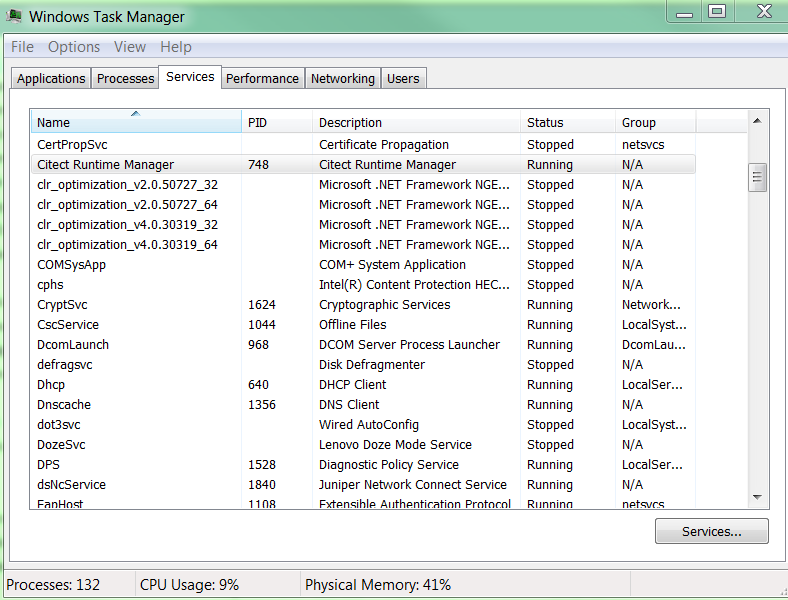 Windows Task Manager
File Options View Help
Applications Processes Services Performance Networking Users
Name PID Description Status Group
CertPropSvc Certificate Propagation Stopped netsvcs
Citect Runtime Manager 748 Citect Runtime Manager Running N/A
clr_optimization_v2.0.50727_32 Microsoft .NET Framework NGE... Stopped N/A
clr_optimization_v2.0.50727_64 Microsoft .NET Framework NGE... Stopped N/A
clr_optimization_v4.0.30319_32 Microsoft .NET Framework NGE... Stopped N/A
clr_optimization_v4.0.30319_64 Microsoft .NET Framework NGE... Stopped N/A
COMSysApp COM+ System Application Stopped N/A
cphs Intel(R) Content Protection HEC... Stopped N/A
CryptSvc 1624 Cryptographic Services Running Network...
CscService 1044 Offline Files Running LocalSyst...
DcomLaunch 968 DCOM Server Process Launcher Running DcomLau...
defragsvc Disk Defragmenter Stopped N/A
Dhcp 640 DHCP Client Running LocalSer...
Dnscache 1356 DNS Client Running N/A
dot3svc Wired AutoConfig Stopped LocalSyst...
DozeSvc Lenovo Doze Mode Service Stopped N/A
DPS 1528 Diagnostic Policy Service Running LocalSer...
dsNcService 1840 Juniper Network Connect Service Running N/A
EapHost 1108 Extensible Authentication Protocol Running netsvcs
Services...
Processes: 132 CPU Usage: 9% Physical Memory: 41%